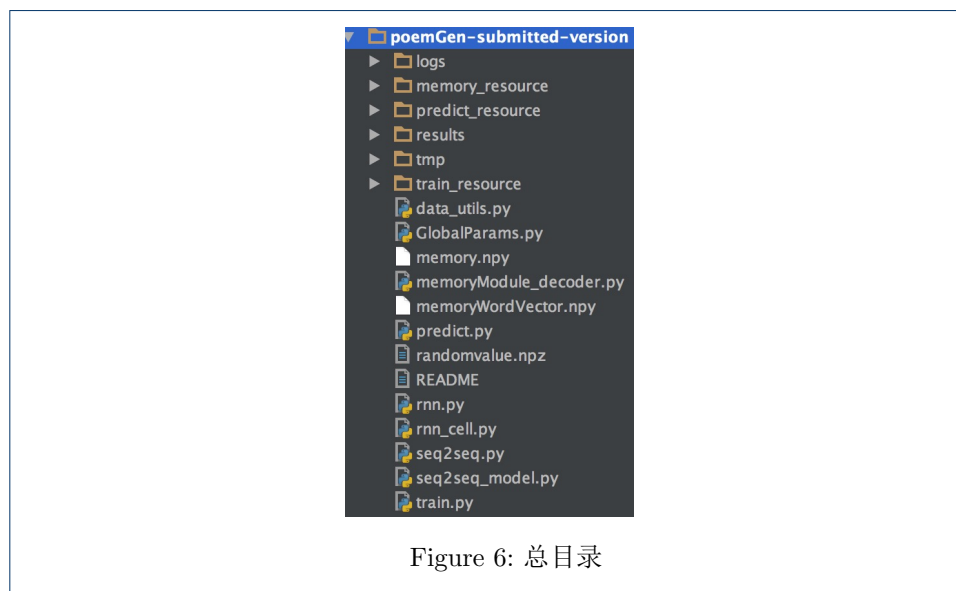 poemGen-submitted-version
logs
memory_resource
predict_resource
results
tmp
train_resource
data_utils.py
GlobalParams.py
memory.npy
memoryModule_decoder.py
memoryWordVector.npy
predict.py
randomvalue.npz
README
rnn.py
rnn_cell.py
seq2seq.py
seq2seq_model.py
train.py
Figure 6: 总目录